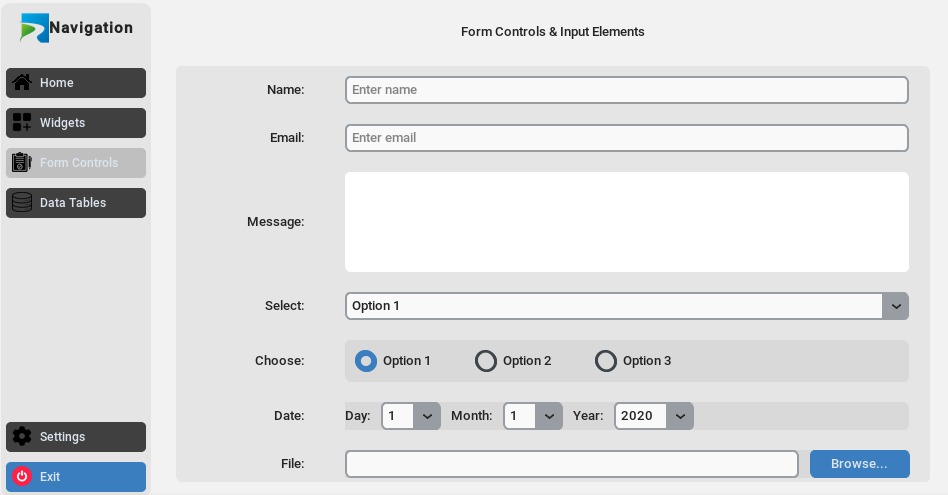 Navigation
Home
Widgets
Form Controls
Data Tables
Settings
Exit
Form Controls & Input Elements
Name: Enter name
Email: Enter email
Message:
Select: Option 1
Choose: Option 1 Option 2 Option 3
Date: Day: 1 Month: 1 Year: 2020
File: Browse...